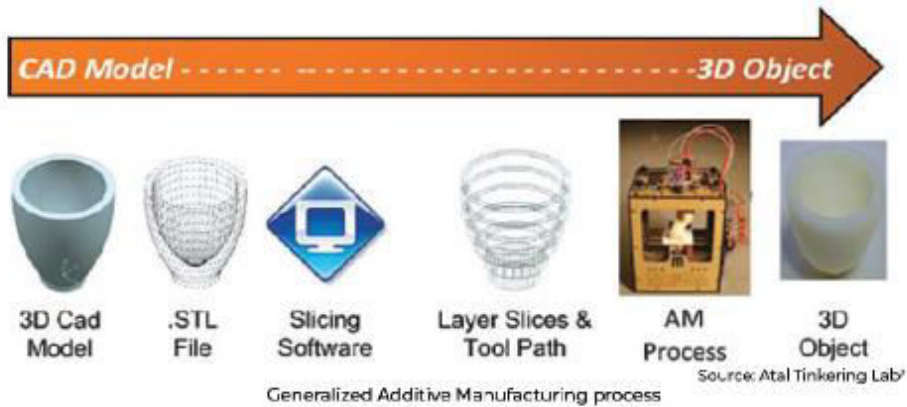 CAD Model - - - - - - - - - - - - - - - - - - 3D Object
3D Cad
Model
.STL
File
Slicing
Software
Layer Slices &
Tool Path
AM
Process
3D
Object
Source: Atal Tinkering Lab²
Generalized Additive Manufacturing process